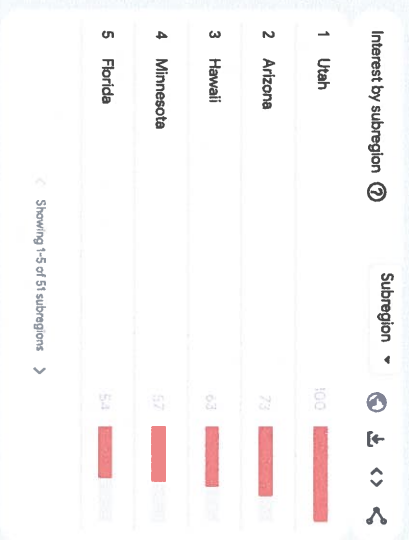 Interest by subregion ?
Subregion
1 Utah 100
2 Arizona 73
3 Hawaii 63
4 Minnesota 57
5 Florida 54
Showing 1-5 of 51 subregions